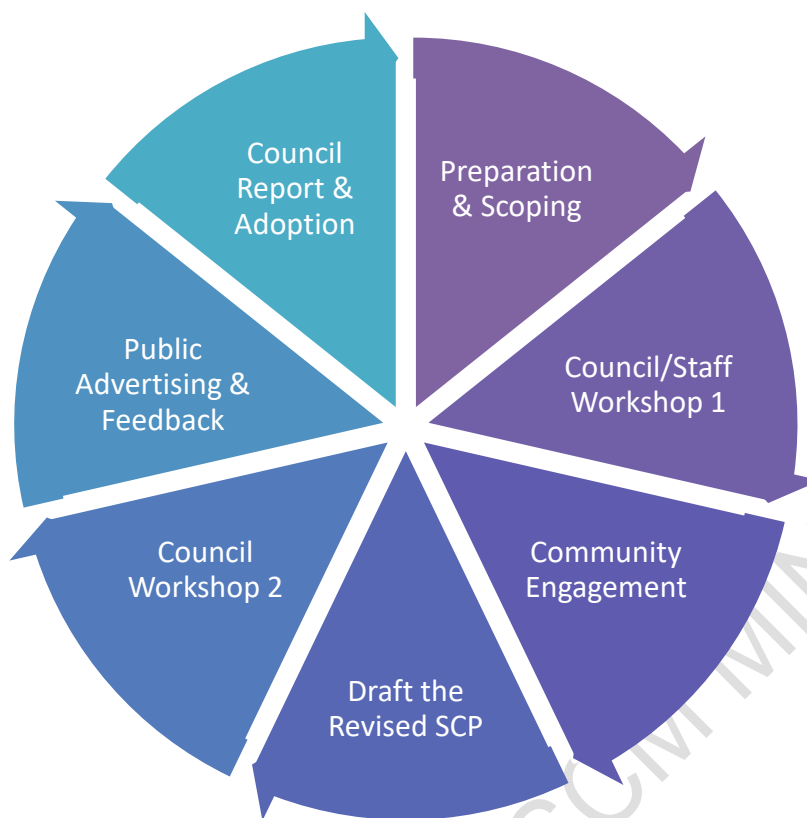 Preparation
& Scoping
Council/Staff
Workshop 1
Community
Engagement
Draft the
Revised SCP
Council
Workshop 2
Public
Advertising &
Feedback
Council
Report &
Adoption